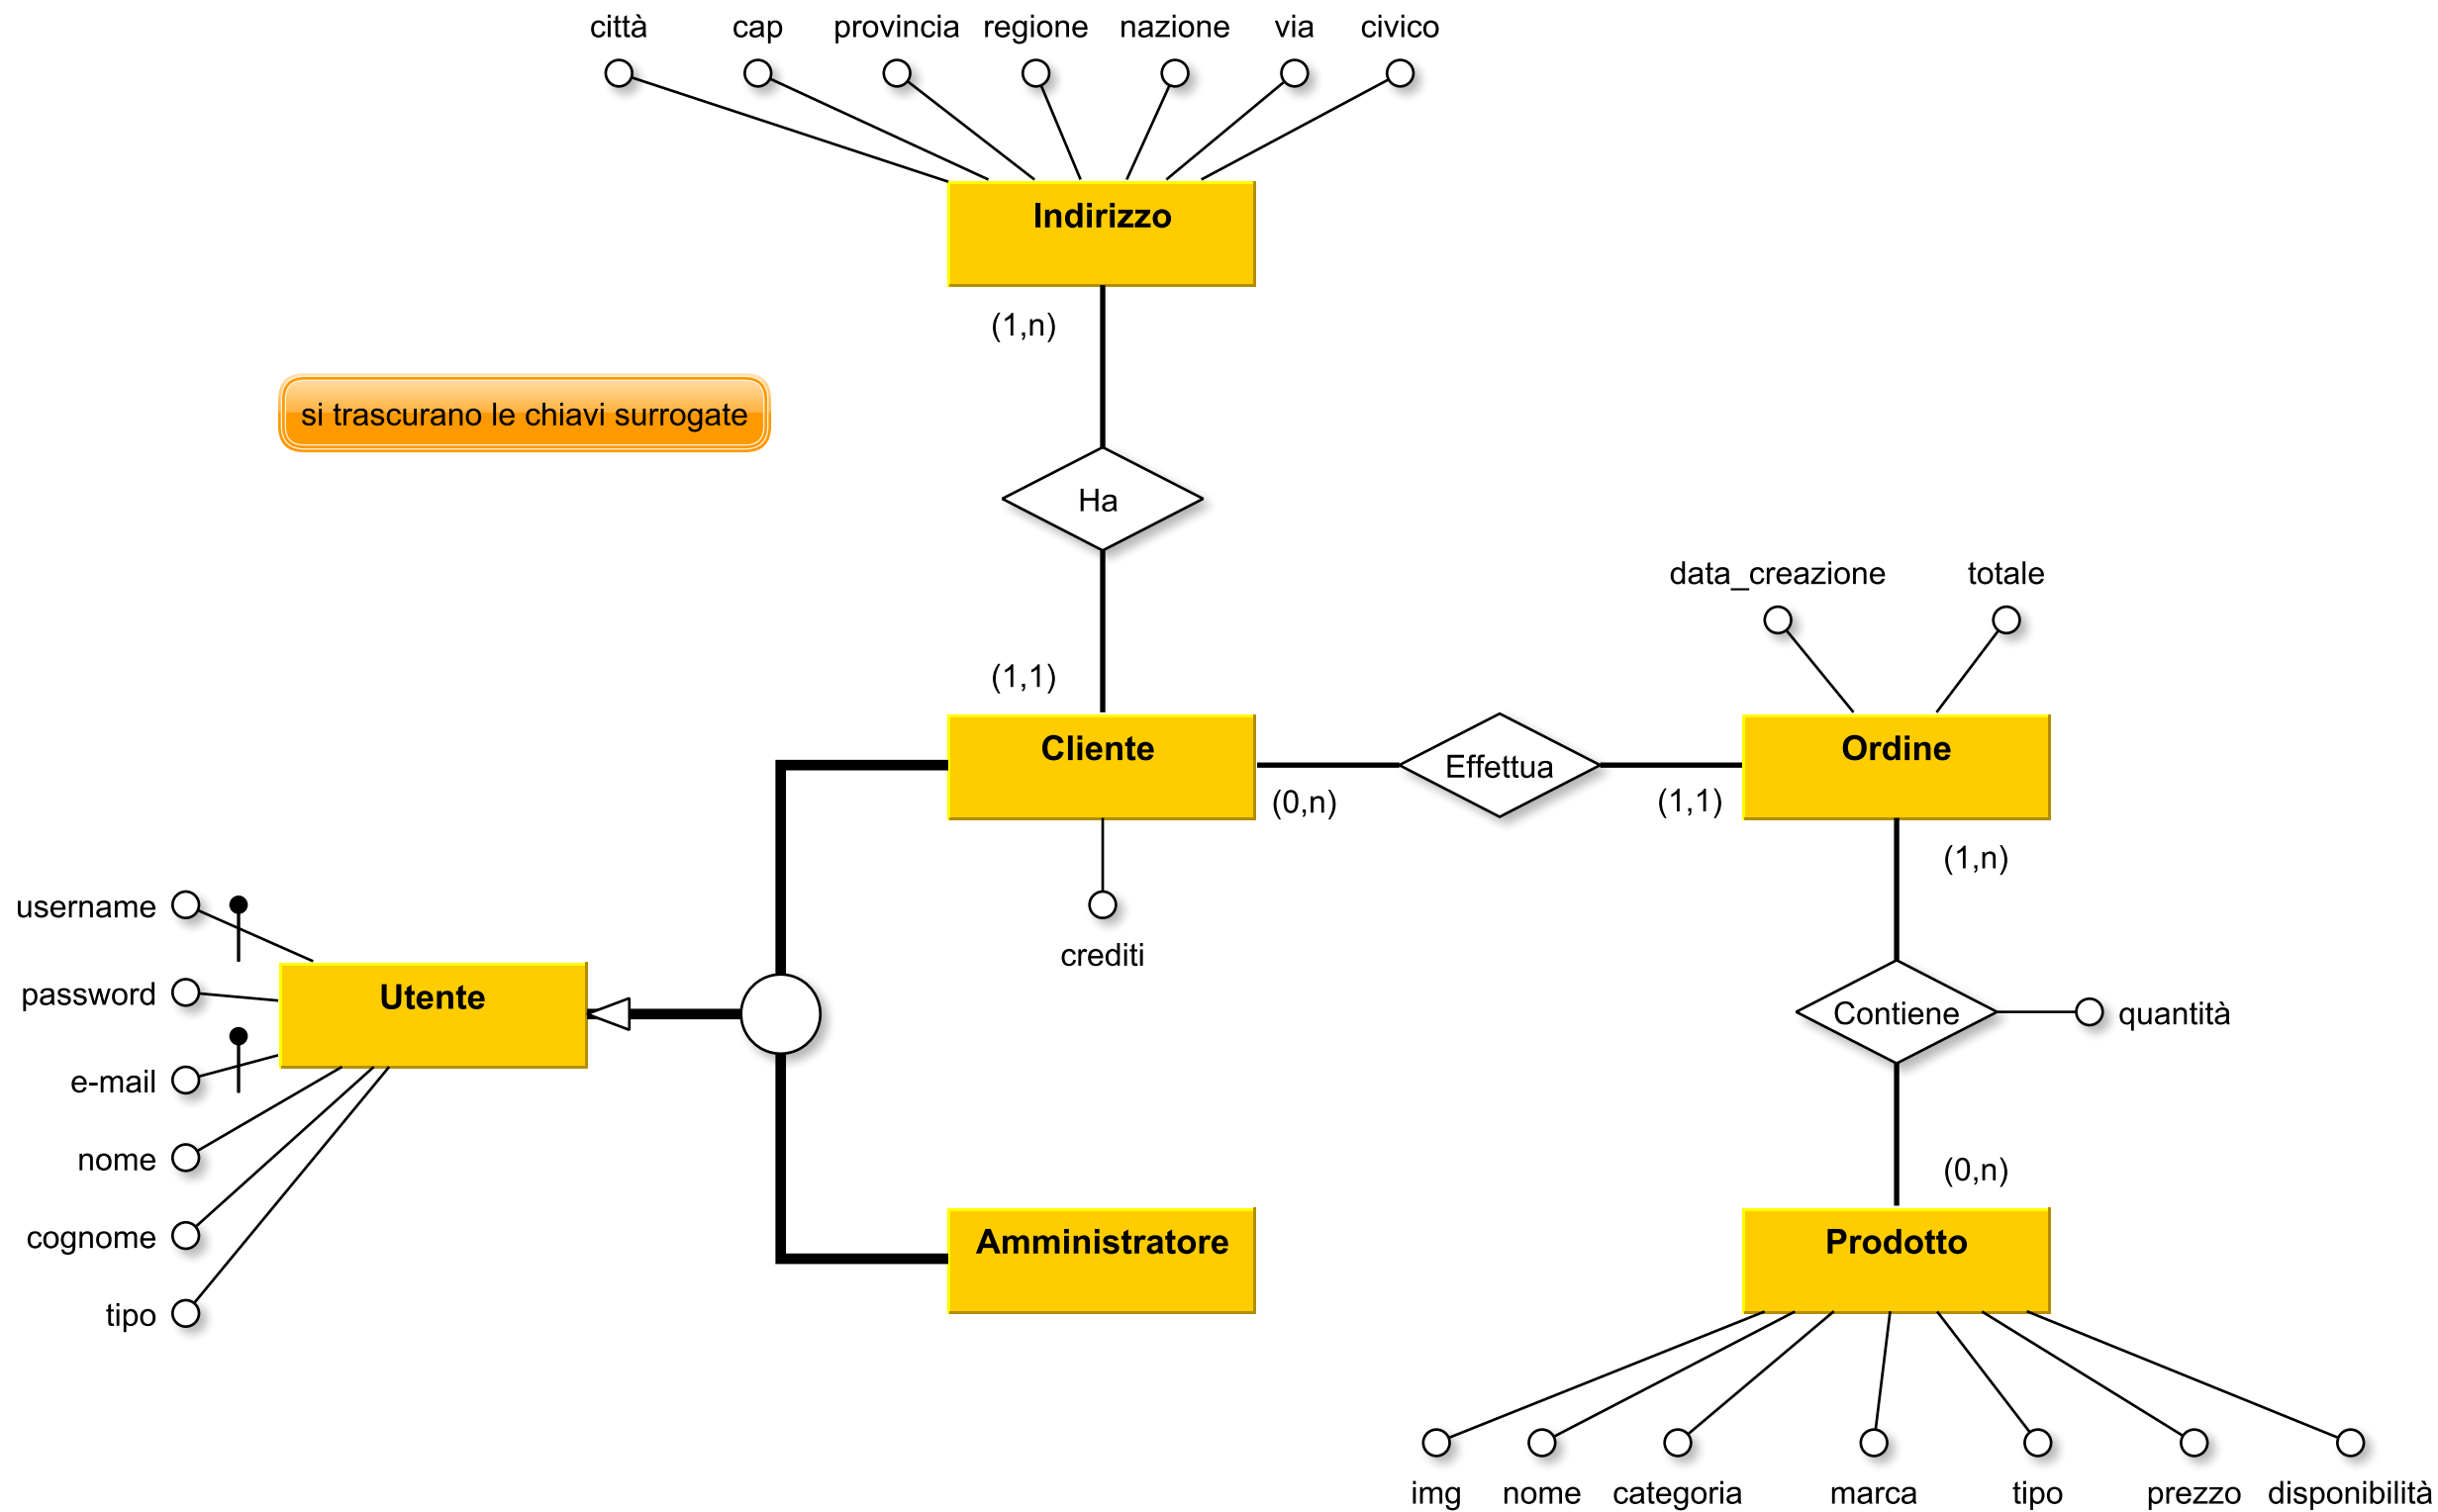 città cap provincia regione nazione via civico
Indirizzo
(1,n)
si trascurano le chiavi surrogate
Ha
data_creazione totale
(1,1)
Cliente Effettua Ordine
(0,n) (1,1)
(1,n)
username
crediti
password Utente
Contiene quantità
e-mail
nome
(0,n)
cognome Amministratore Prodotto
tipo
img nome categoria marca tipo prezzo disponibilità